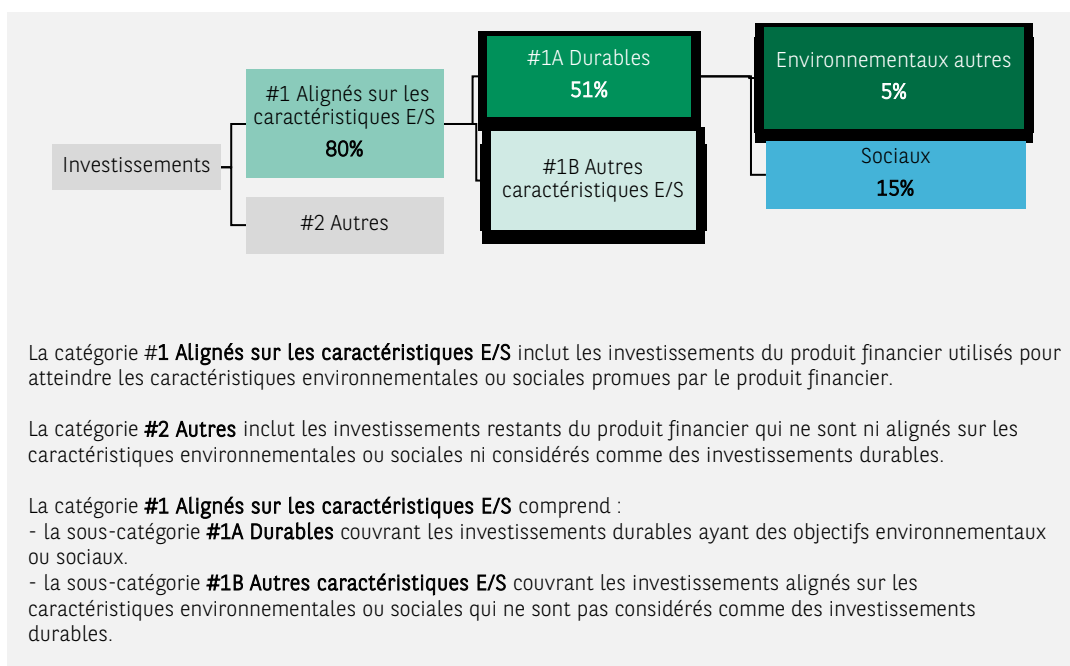 Investissements
#1 Alignés sur les
caractéristiques E/S
80%
#2 Autres
#1A Durables
51%
#1B Autres
caractéristiques E/S
Environnementaux autres
5%
Sociaux
15%
La catégorie #1 Alignés sur les caractéristiques E/S inclut les investissements du produit financier utilisés pour
atteindre les caractéristiques environnementales ou sociales promues par le produit financier.
La catégorie #2 Autres inclut les investissements restants du produit financier qui ne sont ni alignés sur les
caractéristiques environnementales ou sociales ni considérés comme des investissements durables.
La catégorie #1 Alignés sur les caractéristiques E/S comprend :
- la sous-catégorie #1A Durables couvrant les investissements durables ayant des objectifs environnementaux
ou sociaux.
- la sous-catégorie #1B Autres caractéristiques E/S couvrant les investissements alignés sur les
caractéristiques environnementales ou sociales qui ne sont pas considérés comme des investissements
durables.